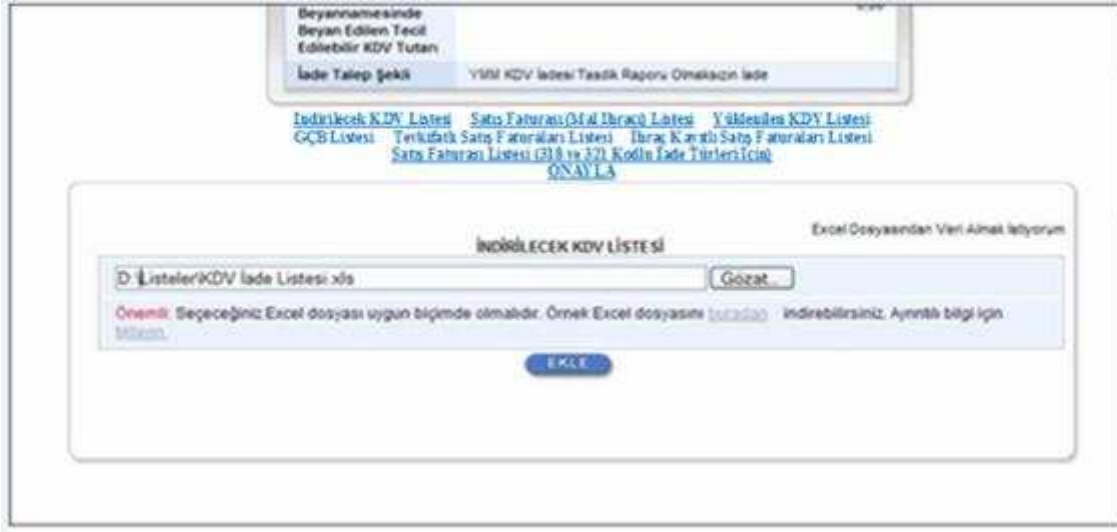 Beyannamesinde
Beyan Edilen Tecil
Edilebilir KDV Tutarı
İade Talep Şekli YMM KDV İadesi Tasdik Raporu Olmaksızın İade
İndirilecek KDV Listesi Satış Faturası (Mal İhracı) Listesi Yüklenilen KDV Listesi
GÇB Listesi Tevkifatlı Satış Faturaları Listesi İhraç Kayıtlı Satış Faturaları Listesi
Satış Faturası Listesi (318 ve 321 Kodlu İade Türleri İçin)
ONAYLA
Excel Dosyasından Veri Almak İstiyorum
İNDİRİLECEK KDV LİSTESİ
D:\Listeler\KDV İade Listesi.xls Gözat...
Önemli: Seçeceğiniz Excel dosyası uygun biçimde olmalıdır. Örnek Excel dosyasını buradan indirebilirsiniz. Ayrıntılı bilgi için
tıklayın.
EKLE